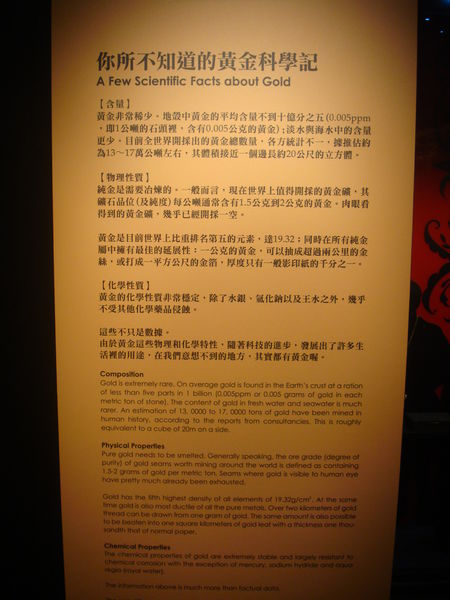 你所不知道的黃金科學記
A Few Scientific Facts about Gold
【含量】
黃金非常稀少。地殼中黃金的平均含量不到十億分之五(0.005ppm
，即1公噸的石頭裡，含有0.005公克的黃金)；淡水與海水中的含量
更少。目前全世界開採出的黃金總數量，各方統計不一，據推估約
為13～17萬公噸左右，其體積接近一個邊長約20公尺的立方體。
【物理性質】
純金是需要冶煉的。一般而言，現在世界上值得開採的黃金礦，其
礦石品位(及純度)每公噸通常含有1.5公克到2公克的黃金。肉眼看
得到的黃金礦，幾乎已經開採一空。
黃金是目前世界上比重排名第五的元素，達19.32；同時在所有純金
屬中擁有最佳的延展性：一公克的黃金，可以抽成超過兩公里的金
絲，或打成一平方公尺的金箔，厚度只有一般影印紙的千分之一。
【化學性質】
黃金的化學性質非常穩定，除了水銀、氫化鈉以及王水之外，幾乎
不受其他化學藥品侵蝕。
這些不只是數據。
由於黃金這些物理和化學特性，隨著科技的進步，發展出了許多生
活裡的用途，在我們意想不到的地方，其實都有黃金喔。
Composition
Gold is extremely rare. On average gold is found in the Earth's crust at a ration
of less than five parts in 1 billion (0.005ppm or 0.005 grams of gold in each
metric ton of stone). The content of gold in fresh water and seawater is much
rarer. An estimation of 13, 0000 to 17, 0000 tons of gold have been mined in
human history, according to the reports from consultancies. This is roughly
equivalent to a cube of 20m on a side.
Physical Properties
Pure gold needs to be smelted. Generally speaking, the ore grade (degree of
purity) of gold seams worth mining around the world is defined as containing
1.5-2 grams of gold per metric ton. Seams where gold is visible to human eye
have pretty much already been exhausted.
Gold has the fifth highest density of all elements of 19.32g/cm³. At the same
time gold is also most ductile of all the pure metals. Over two kilometers of gold
thread can be drawn from one gram of gold. The same amount is also possible
to be beaten into one square kilometers of gold leaf with a thickness one thou-
sandth that of normal paper.
Chemical Properties
The chemical properties of gold are extremely stable and largely resistant to
chemical corrosion with the exception of mercury, sodium hydride and aqua
regia (royal water).
The information above is much more than factual data.